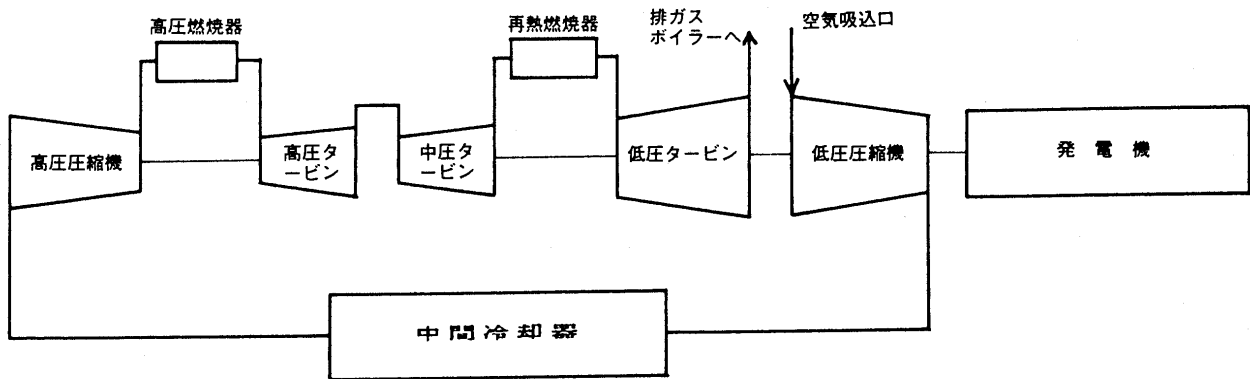 高圧燃焼器
再熱燃焼器
排ガス
ボイラーへ
空気吸込口
高圧圧縮機
高圧タ
ービン
中圧タ
ービン
低圧タービン
低圧圧縮機
発電機
中間冷却器